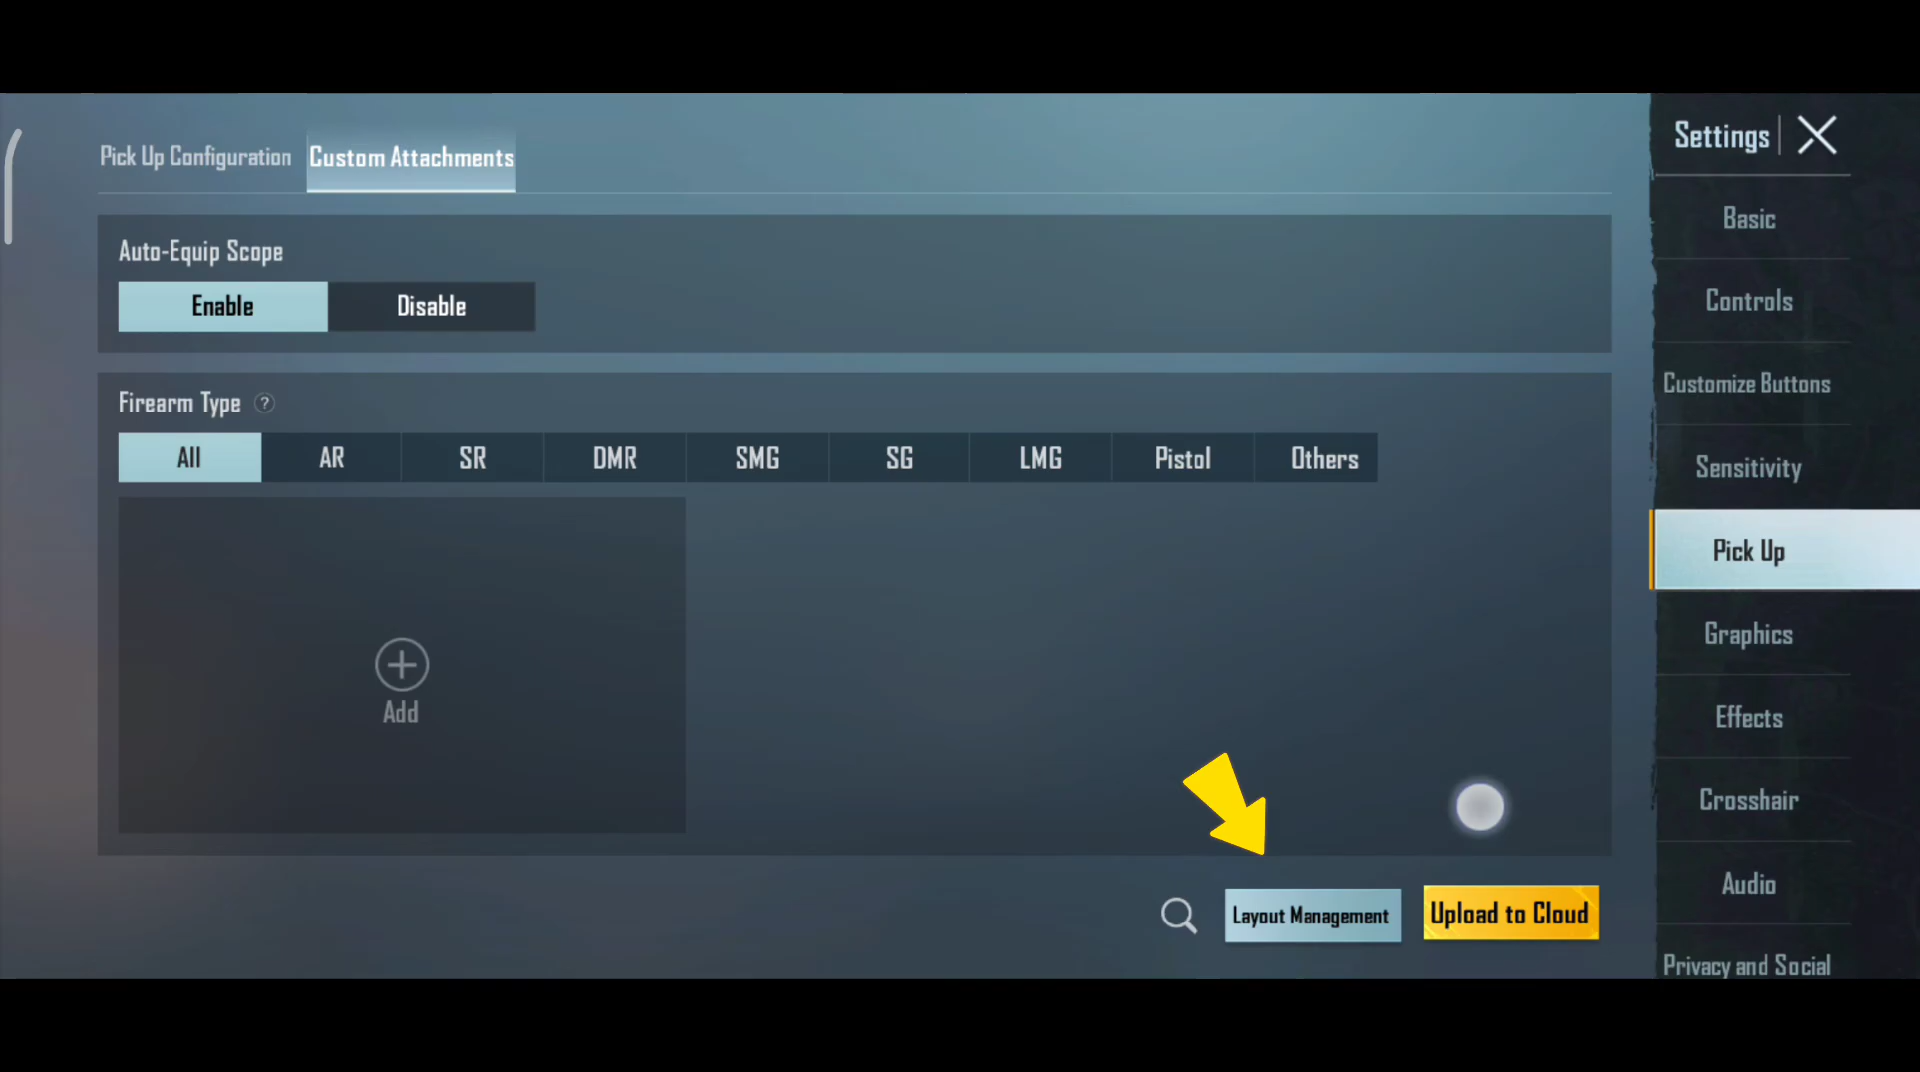 Pick Up Configuration
Custom Attachments
Settings
Auto-Equip Scope
Enable
Disable
Firearm Type ?
All
AR
SR
DMR
SMG
SG
LMG
Pistol
Others
Add
Layout Management
Upload to Cloud
Basic
Controls
Customize Buttons
Sensitivity
Pick Up
Graphics
Effects
Crosshair
Audio
Privacy and Social